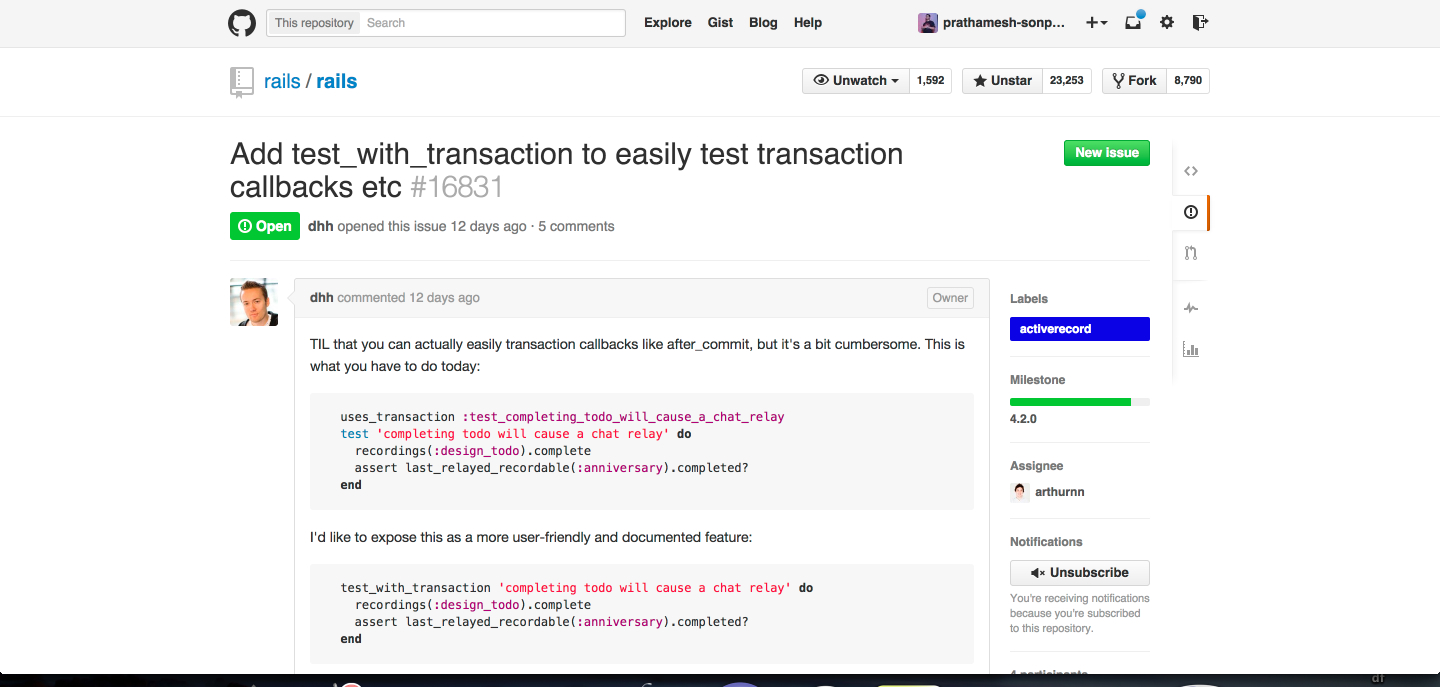 This repository Search Explore Gist Blog Help prathamesh-sonp...
rails / rails Unwatch 1,592 Unstar 23,253 Fork 8,790
Add test_with_transaction to easily test transaction
callbacks etc #16831
New issue
Open dhh opened this issue 12 days ago · 5 comments
dhh commented 12 days ago Owner
TIL that you can actually easily transaction callbacks like after_commit, but it's a bit cumbersome. This is
what you have to do today:
uses_transaction :test_completing_todo_will_cause_a_chat_relay
test 'completing todo will cause a chat relay' do
recordings(:design_todo).complete
assert last_relayed_recordable(:anniversary).completed?
end
I'd like to expose this as a more user-friendly and documented feature:
test_with_transaction 'completing todo will cause a chat relay' do
recordings(:design_todo).complete
assert last_relayed_recordable(:anniversary).completed?
end
Labels
activerecord
Milestone
4.2.0
Assignee
arthurnn
Notifications
Unsubscribe
You're receiving notifications
because you're subscribed
to this repository.